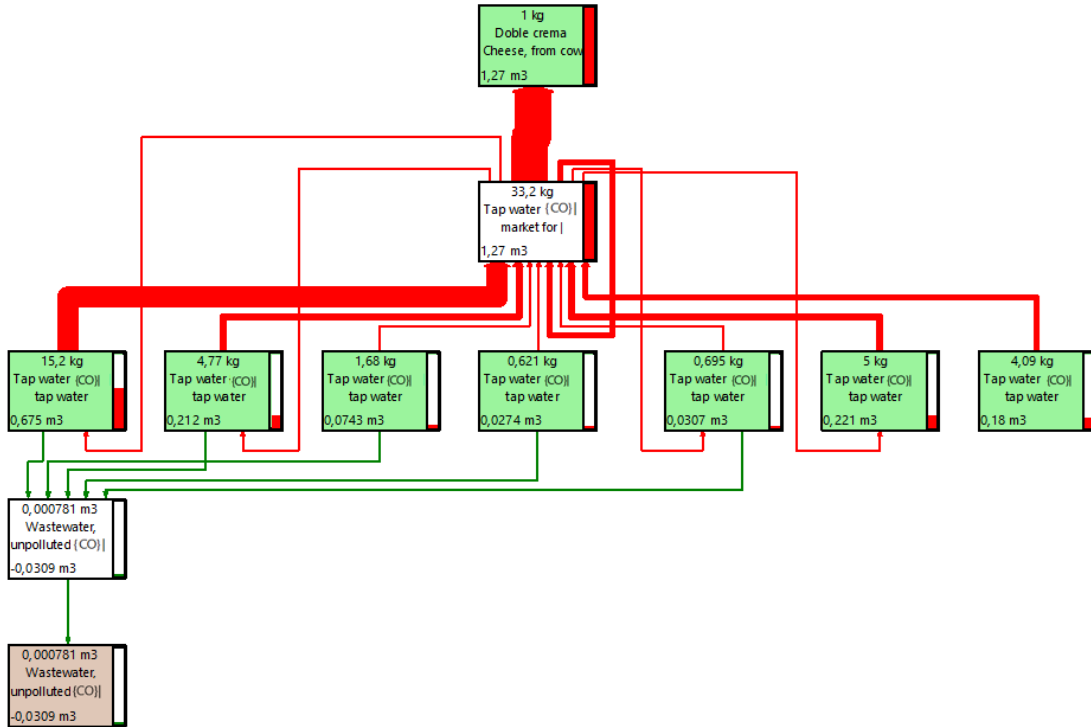 1 kg
Doble crema
Cheese, from cow
1,27 m3
33,2 kg
Tap water {CO}|
market for |
1,27 m3
15,2 kg
Tap water {CO}|
tap water
0,675 m3
4,77 kg
Tap water {CO}|
tap water
0,212 m3
1,68 kg
Tap water {CO}|
tap water
0,0743 m3
0,621 kg
Tap water {CO}|
tap water
0,0274 m3
0,695 kg
Tap water {CO}|
tap water
0,0307 m3
5 kg
Tap water {CO}|
tap water
0,221 m3
4,09 kg
Tap water {CO}|
tap water
0,18 m3
0,000781 m3
Wastewater,
unpolluted {CO}|
-0,0309 m3
0,000781 m3
Wastewater,
unpolluted {CO}|
-0,0309 m3